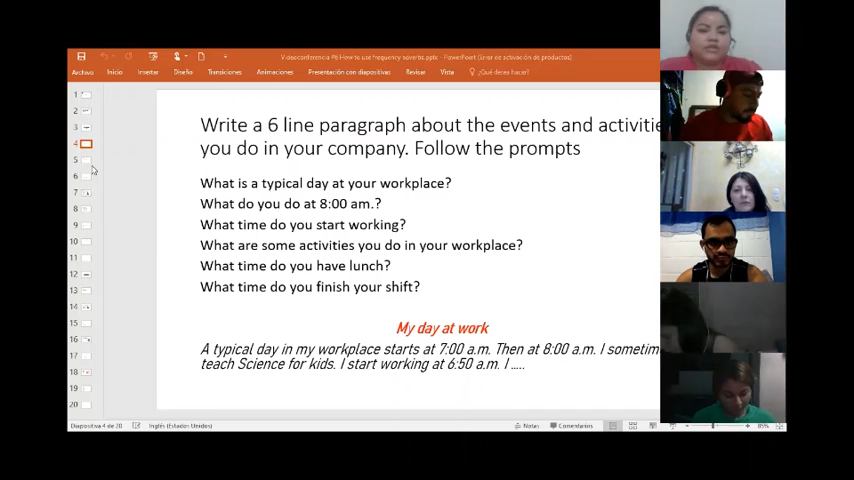 Videoconferencia P6 How to use frequency adverbs.pptx - PowerPoint (Error de activación de productos)
Archivo Inicio Insertar Diseño Transiciones Animaciones Presentación con diapositivas Revisar Vista ¿Qué desea hacer?
1
2
3
4
5
6
7
8
9
10
11
12
13
14
15
16
17
18
19
20
Write a 6 line paragraph about the events and activitie
you do in your company. Follow the prompts
What is a typical day at your workplace?
What do you do at 8:00 am.?
What time do you start working?
What are some activities you do in your workplace?
What time do you have lunch?
What time do you finish your shift?
My day at work
A typical day in my workplace starts at 7:00 a.m. Then at 8:00 a.m. I sometim
teach Science for kids. I start working at 6:50 a.m. I .....
Diapositiva 4 de 20 Inglés (Estados Unidos) Notas Comentarios 85%